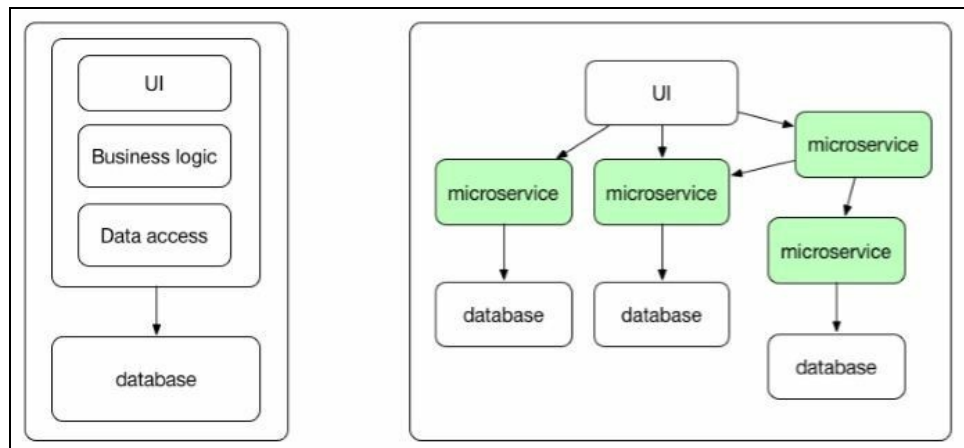 UI
Business logic
Data access
database
UI
microservice
microservice
microservice
microservice
database
database
database